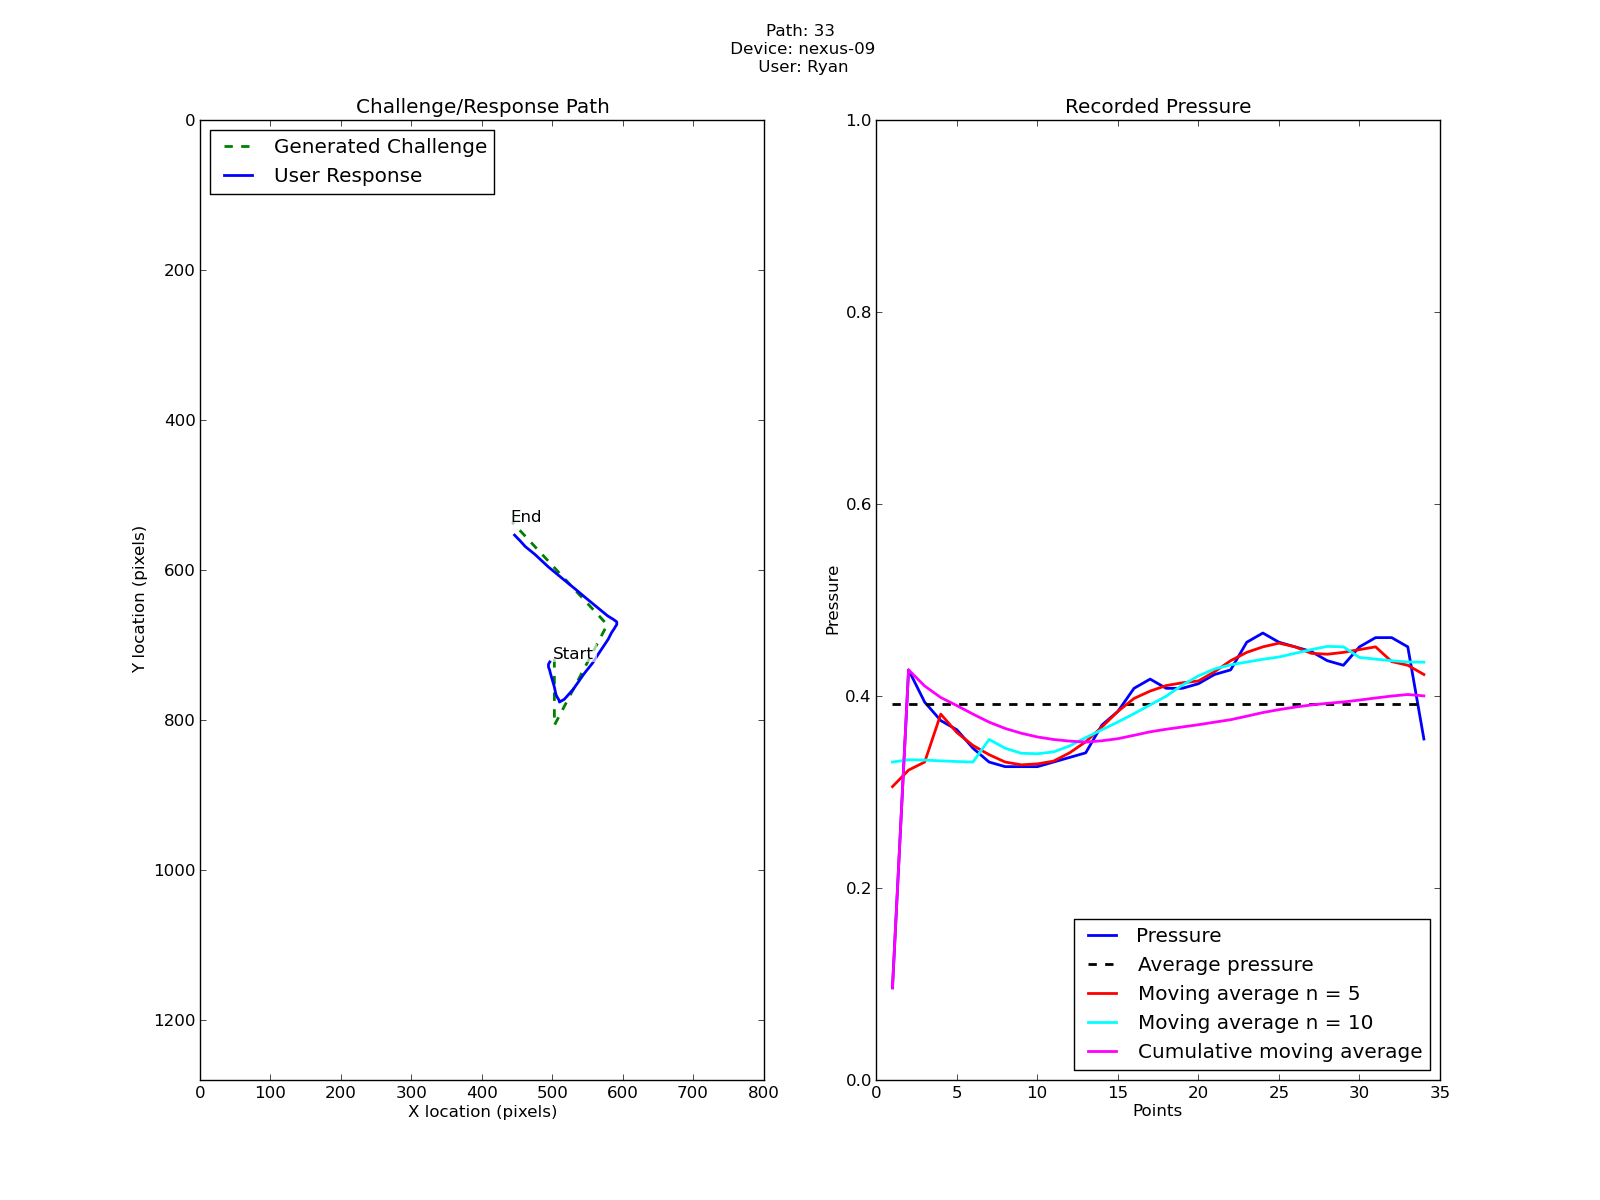 Path: 33
Device: nexus-09
User: Ryan
Challenge/Response Path
Generated Challenge
User Response
0
200
400
600
800
1000
1200
Y location (pixels)
End
Start
0 100 200 300 400 500 600 700 800
X location (pixels)
Recorded Pressure
1.0
0.8
0.6
0.4
0.2
0.0
Pressure
Pressure
Average pressure
Moving average n = 5
Moving average n = 10
Cumulative moving average
0 5 10 15 20 25 30 35
Points